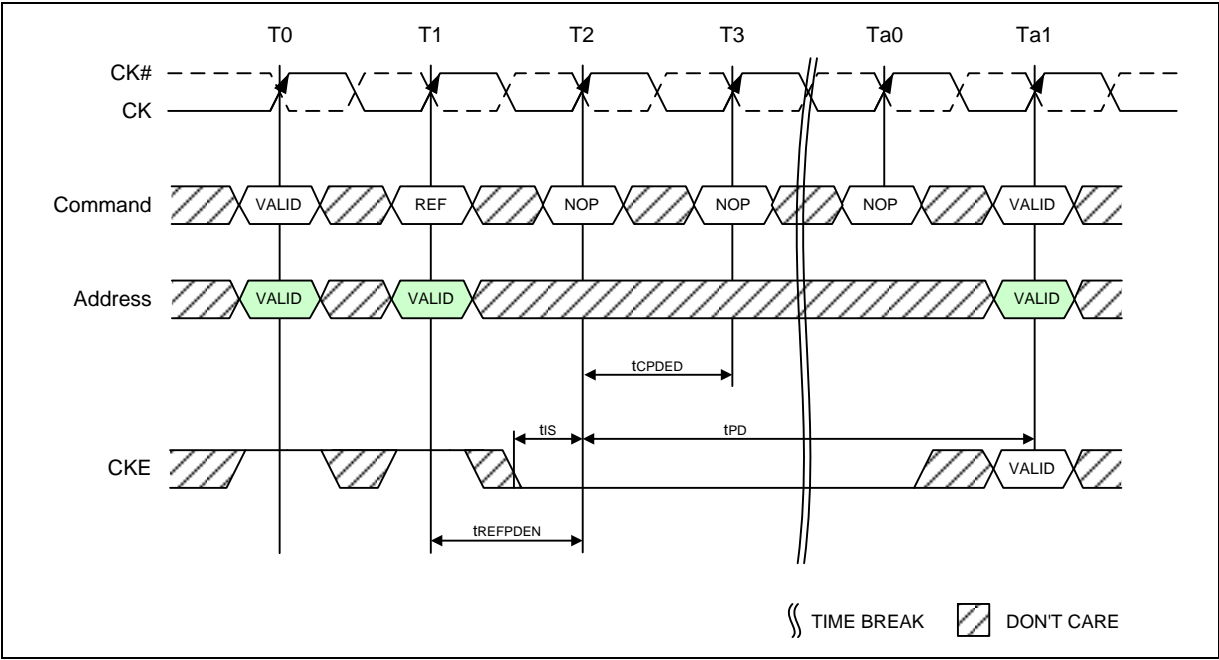 T0 T1 T2 T3 Ta0 Ta1
CK#
CK
Command VALID REF NOP NOP NOP VALID
Address VALID VALID VALID
tCPDED
tIS tPD
CKE VALID
tREFPDEN
TIME BREAK DON'T CARE